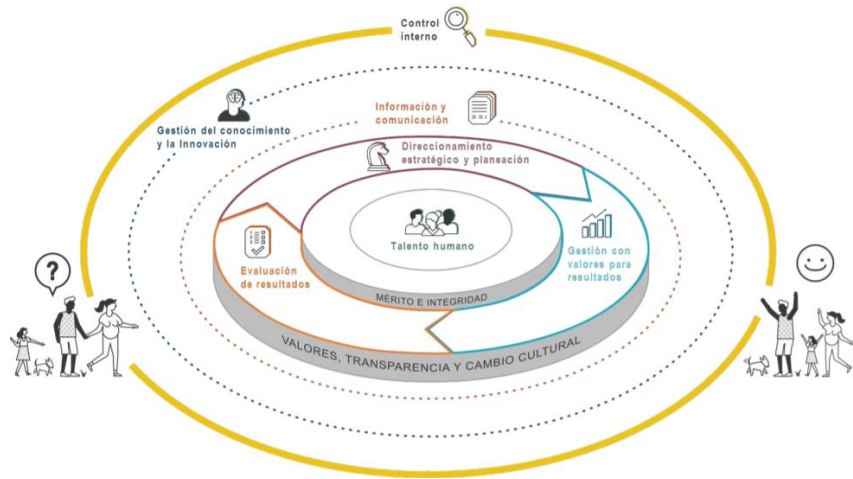 Control
interno
Información y
comunicación
Gestión del conocimiento
y la Innovación
Direccionamiento
estratégico y planeación
Talento humano
Gestión con
valores para
resultados
Evaluación
de resultados
MÉRITO E INTEGRIDAD
VALORES, TRANSPARENCIA Y CAMBIO CULTURAL
?